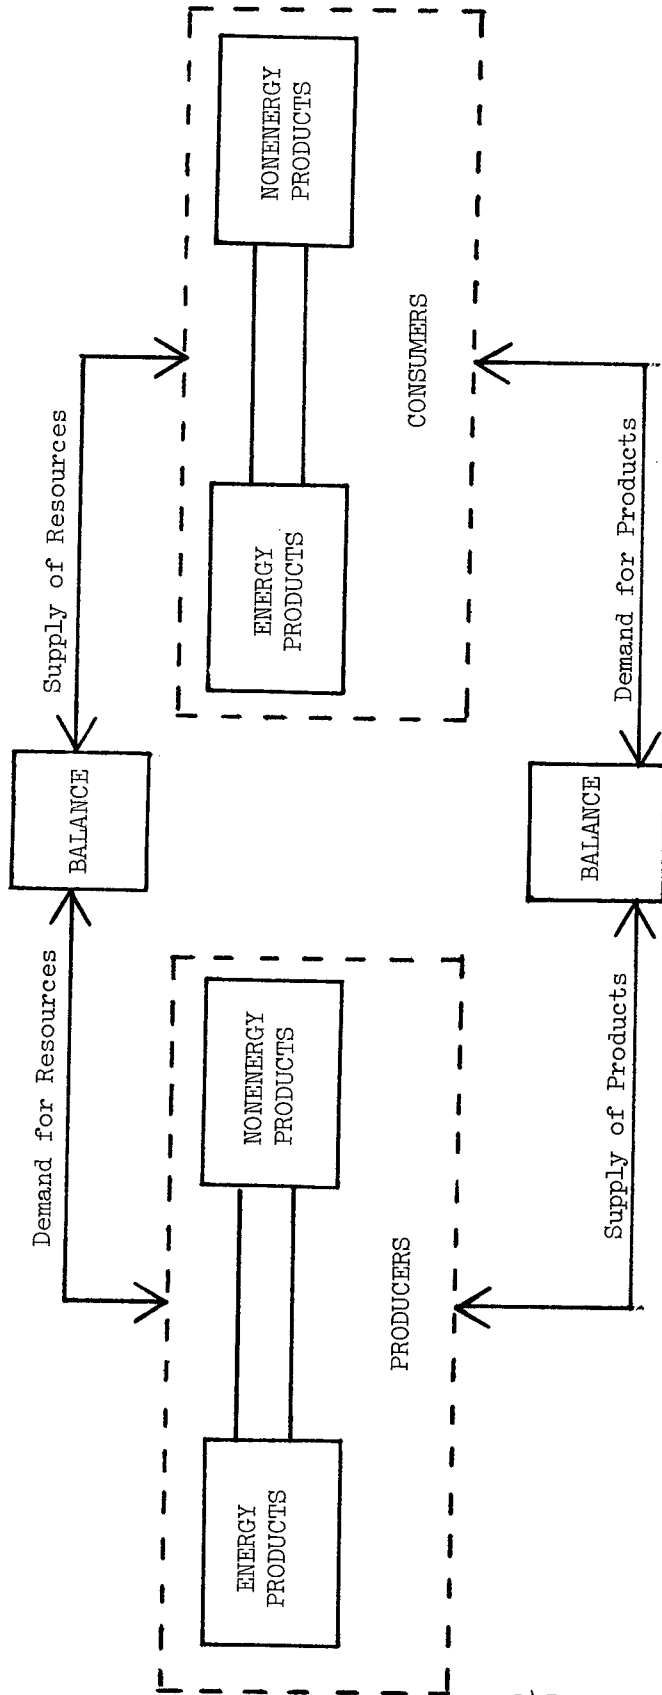 Demand for Resources
BALANCE
Supply of Resources
ENERGY
PRODUCTS
NONENERGY
PRODUCTS
PRODUCERS
ENERGY
PRODUCTS
NONENERGY
PRODUCTS
CONSUMERS
Supply of Products
BALANCE
Demand for Products